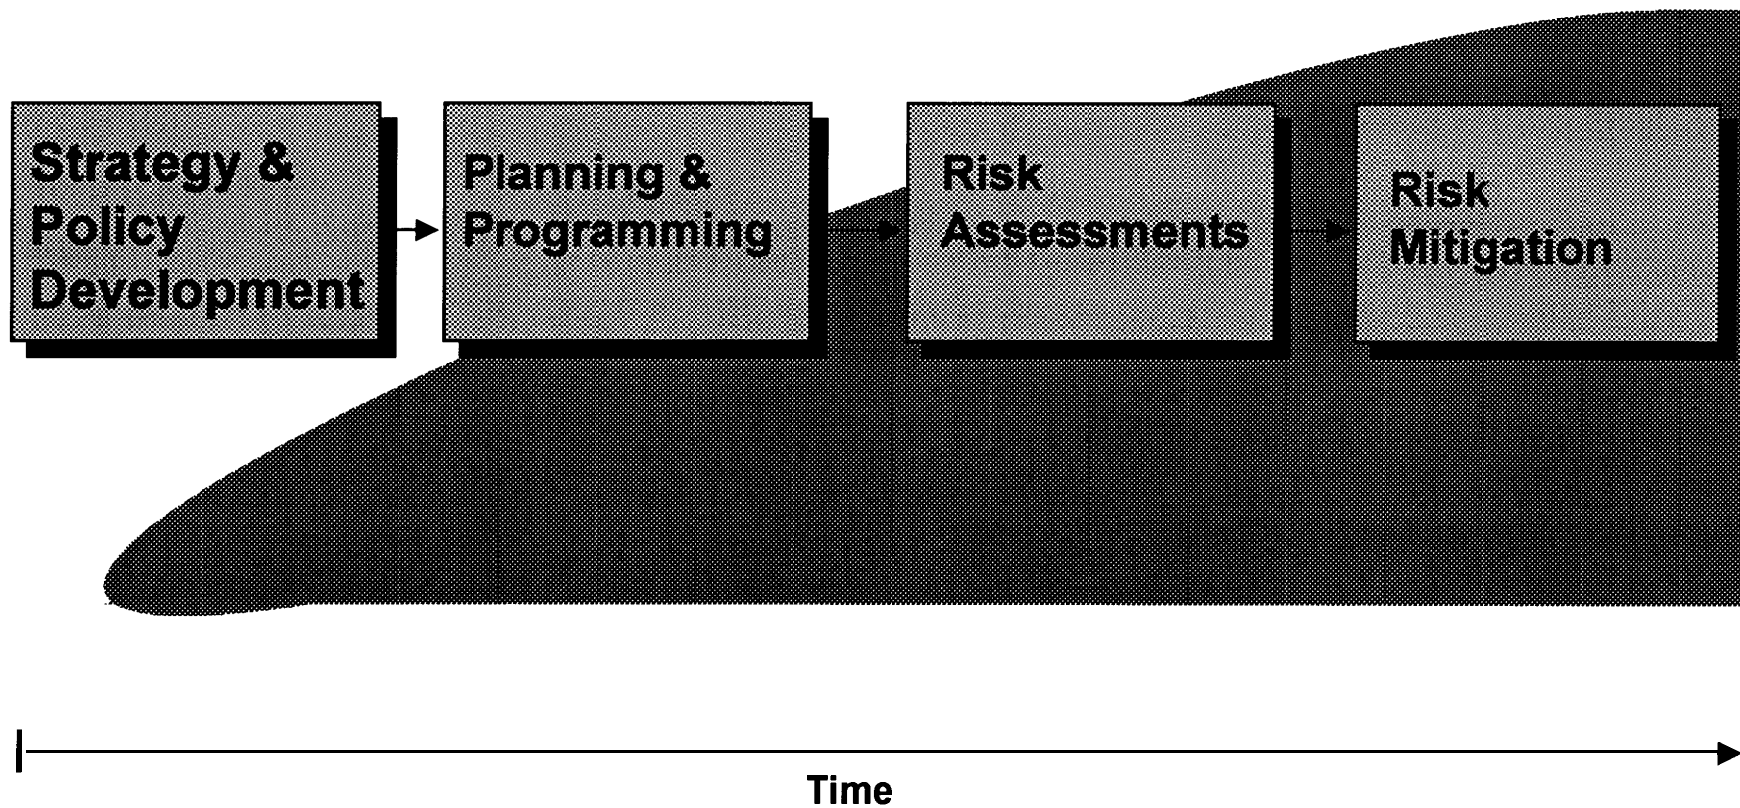 Strategy &
Policy
Development
Planning &
Programming
Risk
Assessments
Risk
Mitigation
Time